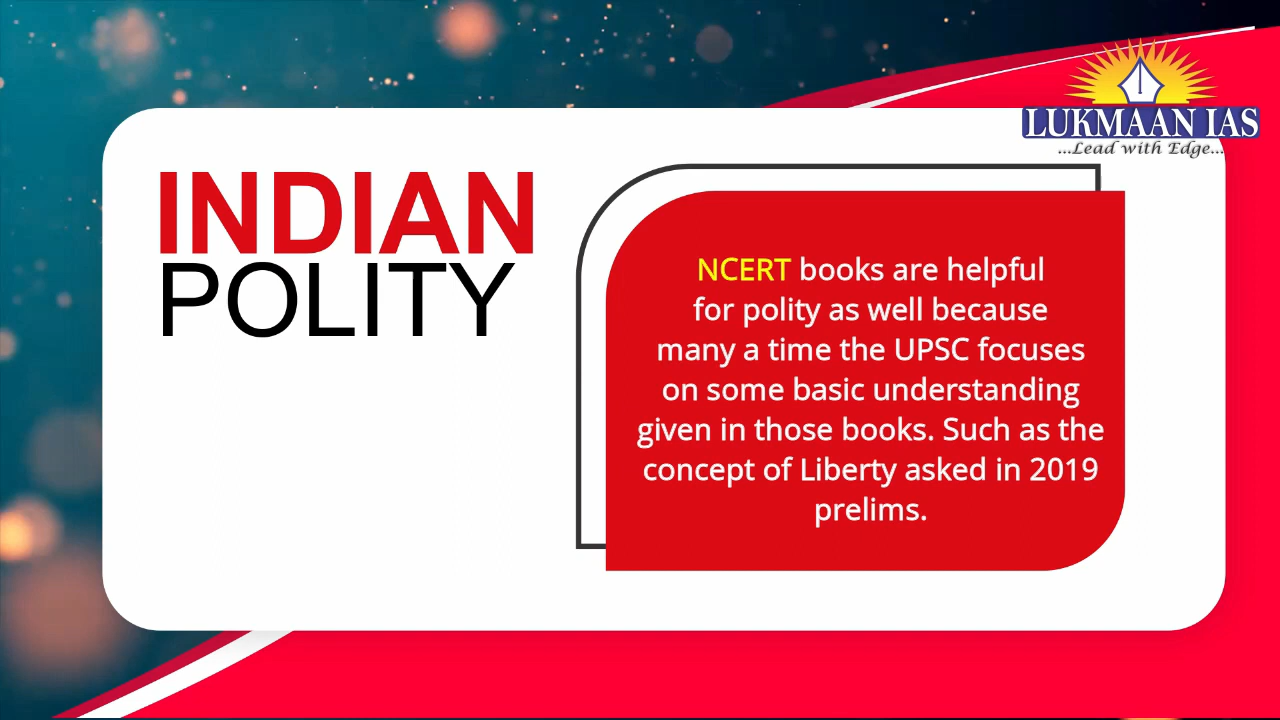 LUKMAAN IAS
...Lead with Edge...
INDIAN
POLITY
NCERT books are helpful
for polity as well because
many a time the UPSC focuses
on some basic understanding
given in those books. Such as the
concept of Liberty asked in 2019
prelims.